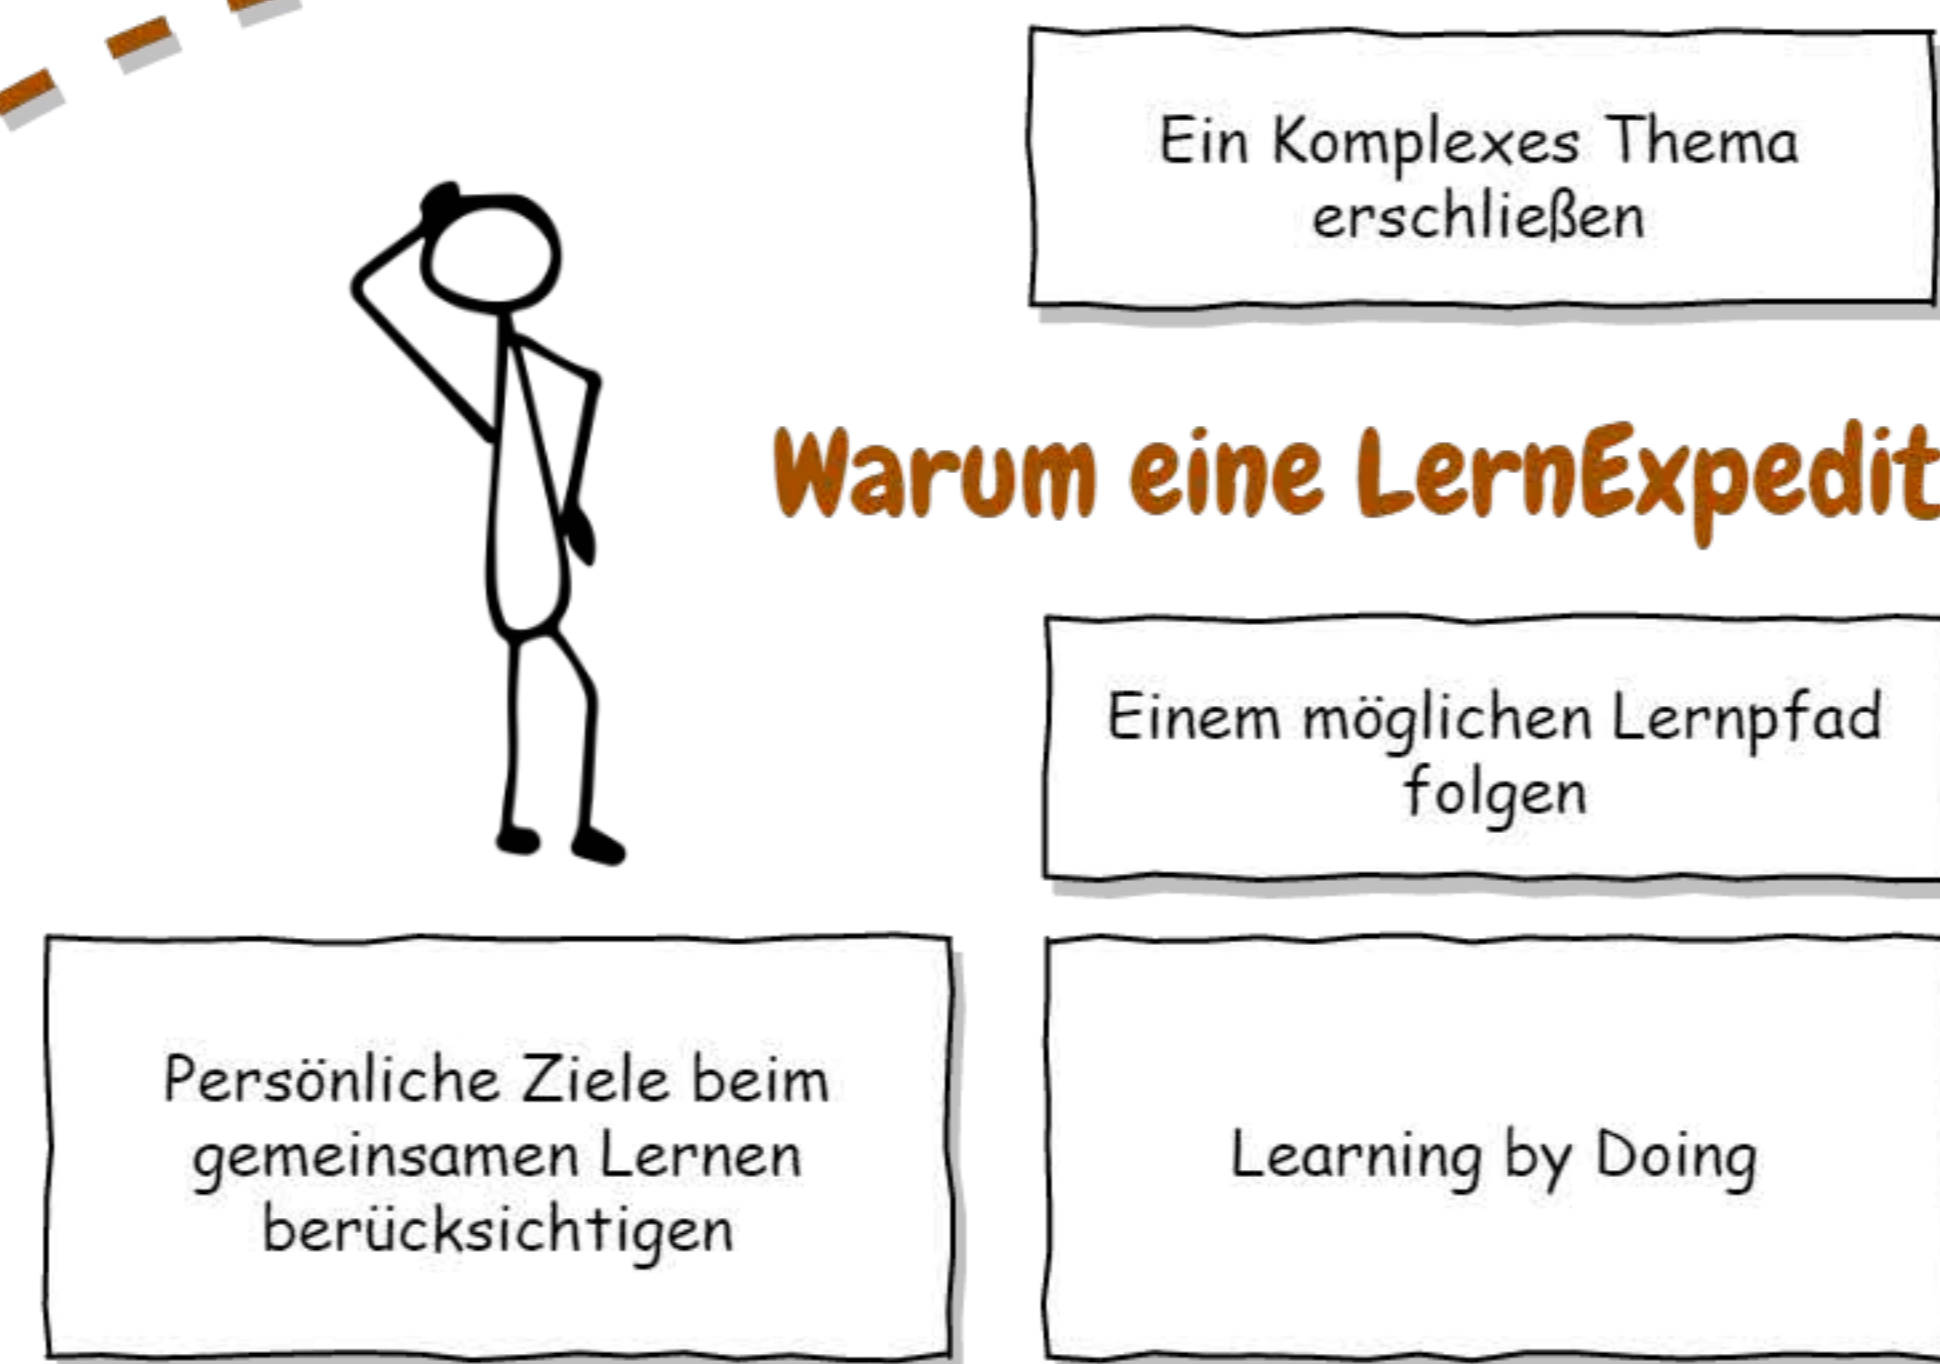 Ein Komplexes Thema
erschließen
Warum eine LernExpedit
Einem möglichen Lernpfad
folgen
Persönliche Ziele beim
gemeinsamen Lernen
berücksichtigen
Learning by Doing